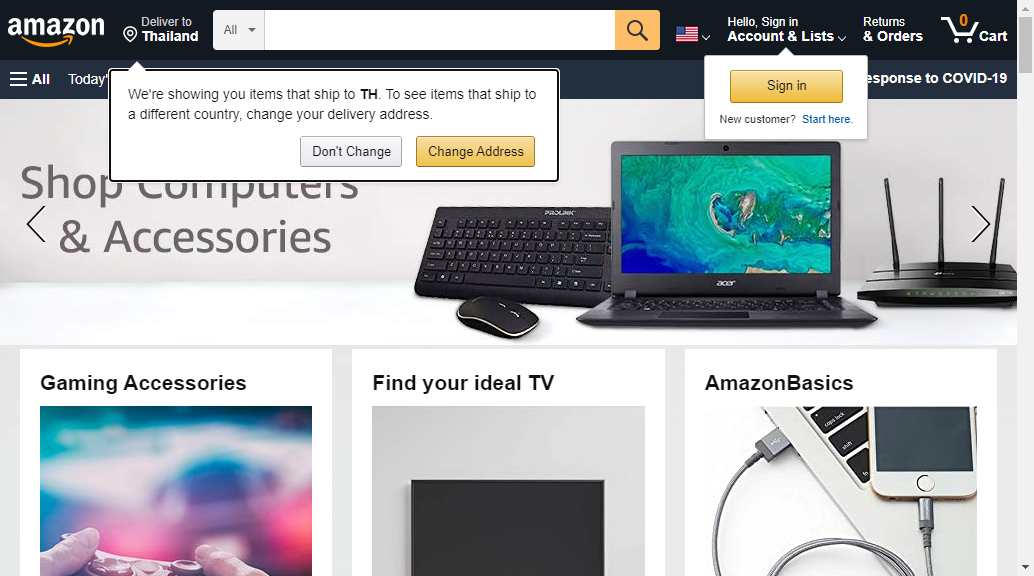 amazon
Deliver to
Thailand
All
Hello, Sign in
Account & Lists
Returns
& Orders
0
Cart
All
Today'
esponse to COVID-19
We're showing you items that ship to TH. To see items that ship to
a different country, change your delivery address.
Don't Change
Change Address
Sign in
New customer? Start here.
Shop Computers
& Accessories
PROLINK
acer
Gaming Accessories
Find your ideal TV
AmazonBasics
caps lock
shift